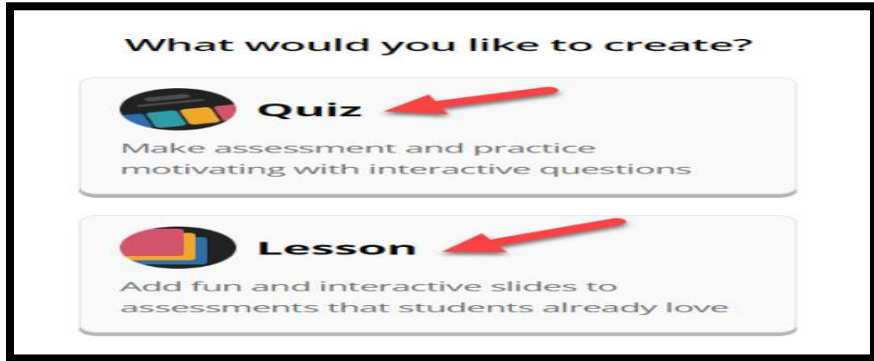 What would you like to create?
Quiz
Make assessment and practice
motivating with interactive questions
Lesson
Add fun and interactive slides to
assessments that students already love